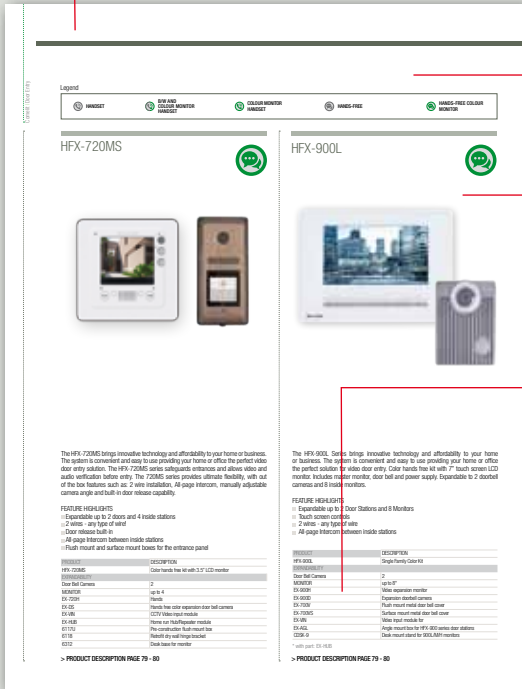 Comelit Door Entry
Legend
HANDSET
B/W AND
COLOUR MONITOR
HANDSET
COLOUR MONITOR
HANDSET
HANDS-FREE
HANDS-FREE COLOUR
MONITOR
HFX-720MS
The HFX-720MS brings innovative technology and affordability to your home or business.
The system is convenient and easy to use providing your home or office the perfect video
door entry solution. The HFX-720MS series safeguards entrances and allows video and
audio verification before entry. The 720MS series provides ultimate flexibility, with out
of the box features such as: 2 wire installation, All-page Intercom, manually adjustable
camera angle and built-in door release capability.
FEATURE HIGHLIGHTS
Expandable up to 2 doors and 4 inside stations
2 wires - any type of wire!
Door release built-in
All-page Intercom between inside stations
Flush mount and surface mount boxes for the entrance panel
PRODUCT DESCRIPTION
HFX-720MS Color hands free kit with 3.5" LCD monitor
EXPANDABILITY
Door Bell Camera 2
MONITOR up to 4
EX-720H Hands
EX-DS Hands free color expansion door bell camera
EX-VIN CCTV Video input module
EX-HUB Home run Hub/Repeater module
6117U Pre-construction flush mount box
6118 Retrofit dry wall hinge bracket
6312 Desk base for monitor
> PRODUCT DESCRIPTION PAGE 79 - 80
HFX-900L
The HFX-900L Series brings innovative technology and affordability to your home
or business. The system is convenient and easy to use providing your home or office
the perfect solution for video door entry. Color hands free kit with 7" touch screen LCD
monitor. Includes master monitor, door bell and power supply. Expandable to 2 doorbell
cameras and 8 inside monitors.
FEATURE HIGHLIGHTS
Expandable up to 2 Door Stations and 8 Monitors
Touch screen controls
2 wires - any type of wire
All-page Intercom between inside stations
PRODUCT DESCRIPTION
HFX-900L Single Family Color Kit
EXPANDABILITY
Door Bell Camera 2
MONITOR up to 8*
EX-900H Video expansion monitor
EX-900D Expansion doorbell camera
EX-700W Flush mount metal door bell cover
EX-700MS Surface mount metal door bell cover
EX-VIN Video input module for
EX-AGL Angle mount box for HFX-900 series door stations
CDSK-9 Desk mount stand for 900L/M/H monitors
* with part: EX-HUB
> PRODUCT DESCRIPTION PAGE 79 - 80